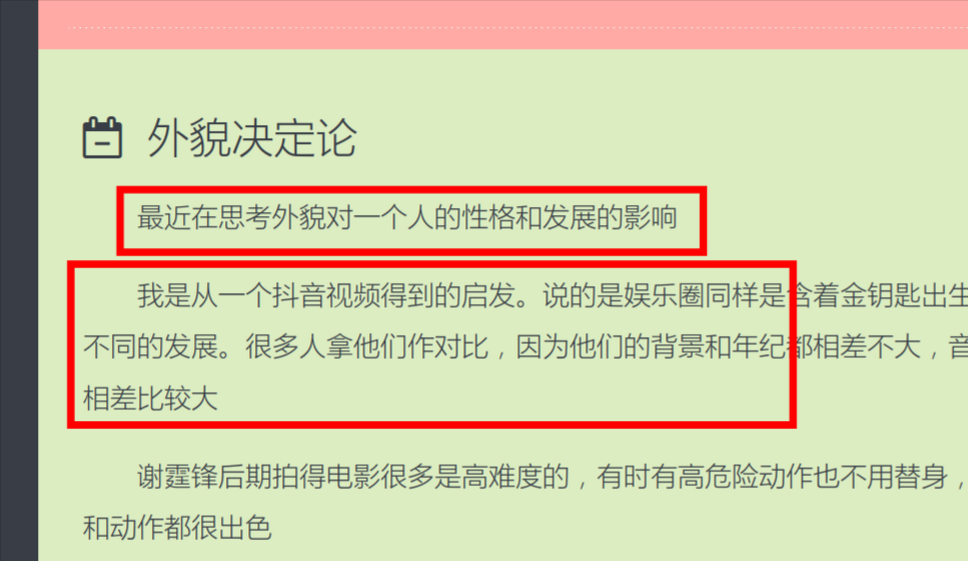 外貌决定论
最近在思考外貌对一个人的性格和发展的影响
我是从一个抖音视频得到的启发。说的是娱乐圈同样是含着金钥匙出生
不同的发展。很多人拿他们作对比，因为他们的背景和年纪都相差不大，音
相差比较大
谢霆锋后期拍得电影很多是高难度的，有时有高危险动作也不用替身，
和动作都很出色